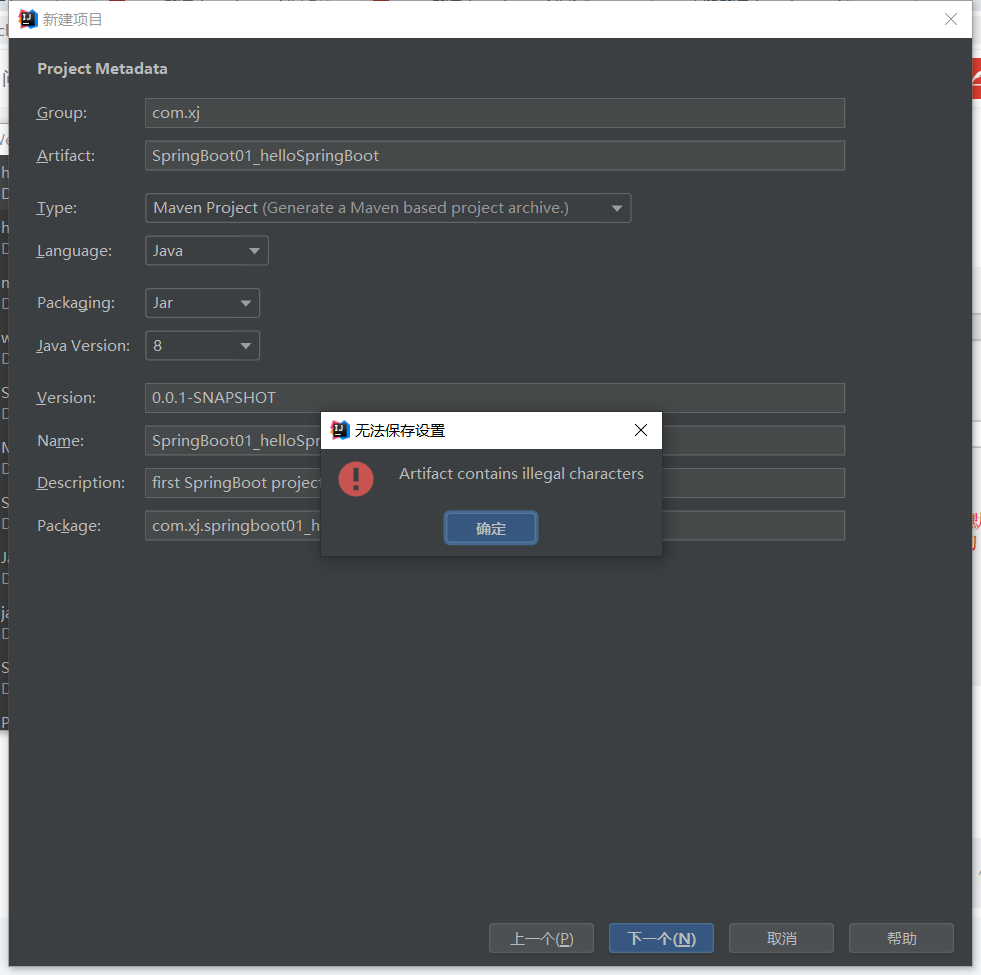 新建项目
Project Metadata
Group: com.xj
Artifact: SpringBoot01_helloSpringBoot
Type: Maven Project (Generate a Maven based project archive.)
Language: Java
Packaging: Jar
Java Version: 8
Version: 0.0.1-SNAPSHOT
Name: SpringBoot01_helloSpr
Description: first SpringBoot project
Package: com.xj.springboot01_h
无法保存设置
Artifact contains illegal characters
确定
上一个(P) 下一个(N) 取消 帮助